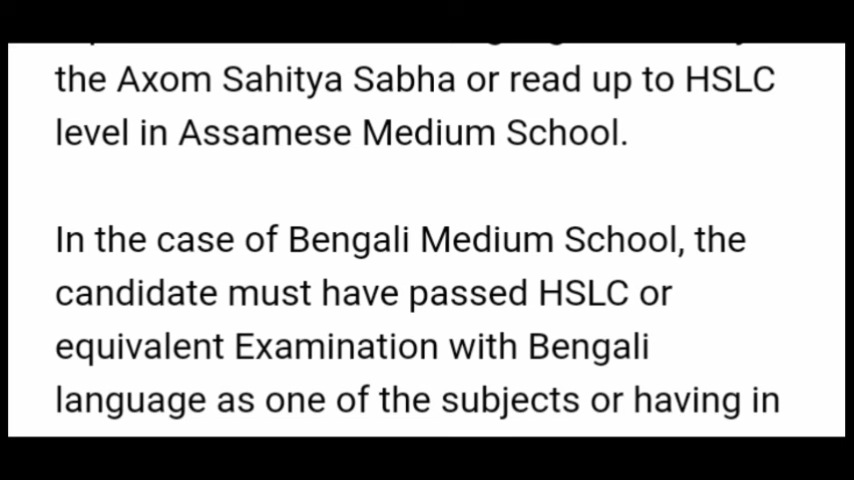 the Axom Sahitya Sabha or read up to HSLC
level in Assamese Medium School.
In the case of Bengali Medium School, the
candidate must have passed HSLC or
equivalent Examination with Bengali
language as one of the subjects or having in